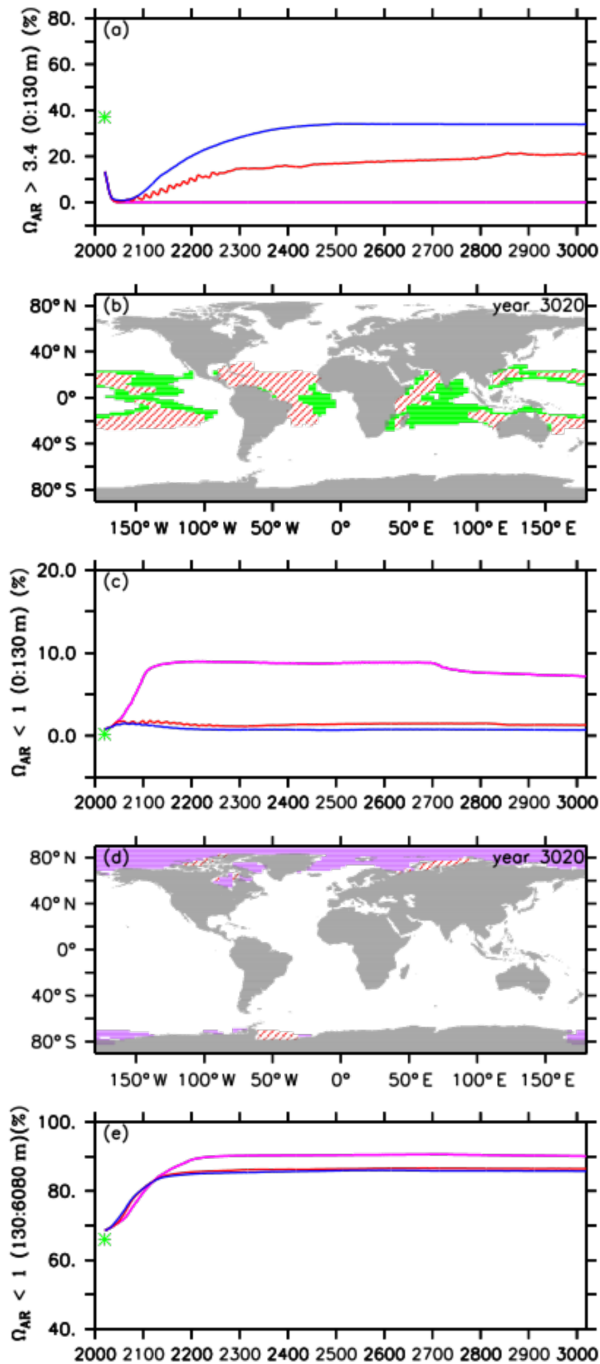 Ω_AR > 3.4 (0:130 m) (%)
80.
60.
40.
20.
0.
(a)
2000 2100 2200 2300 2400 2500 2600 2700 2800 2900 3000
(b)
year 3020
80° N
40° N
0°
40° S
80° S
150° W 100° W 50° W 0° 50° E 100° E 150° E
Ω_AR < 1 (0:130 m) (%)
20.0
10.0
0.0
(c)
2000 2100 2200 2300 2400 2500 2600 2700 2800 2900 3000
(d)
year 3020
80° N
40° N
0°
40° S
80° S
150° W 100° W 50° W 0° 50° E 100° E 150° E
Ω_AR < 1 (130:6080 m)(%)
100.
80.
60.
40.
(e)
2000 2100 2200 2300 2400 2500 2600 2700 2800 2900 3000